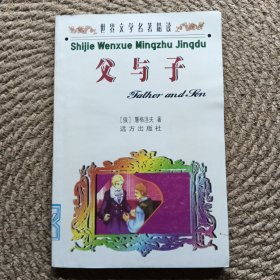 世界文学名著精读
Shijie Wenxue Mingzhu Jingdu
父与子
Father and Son
［俄］屠格涅夫 著
远方出版社